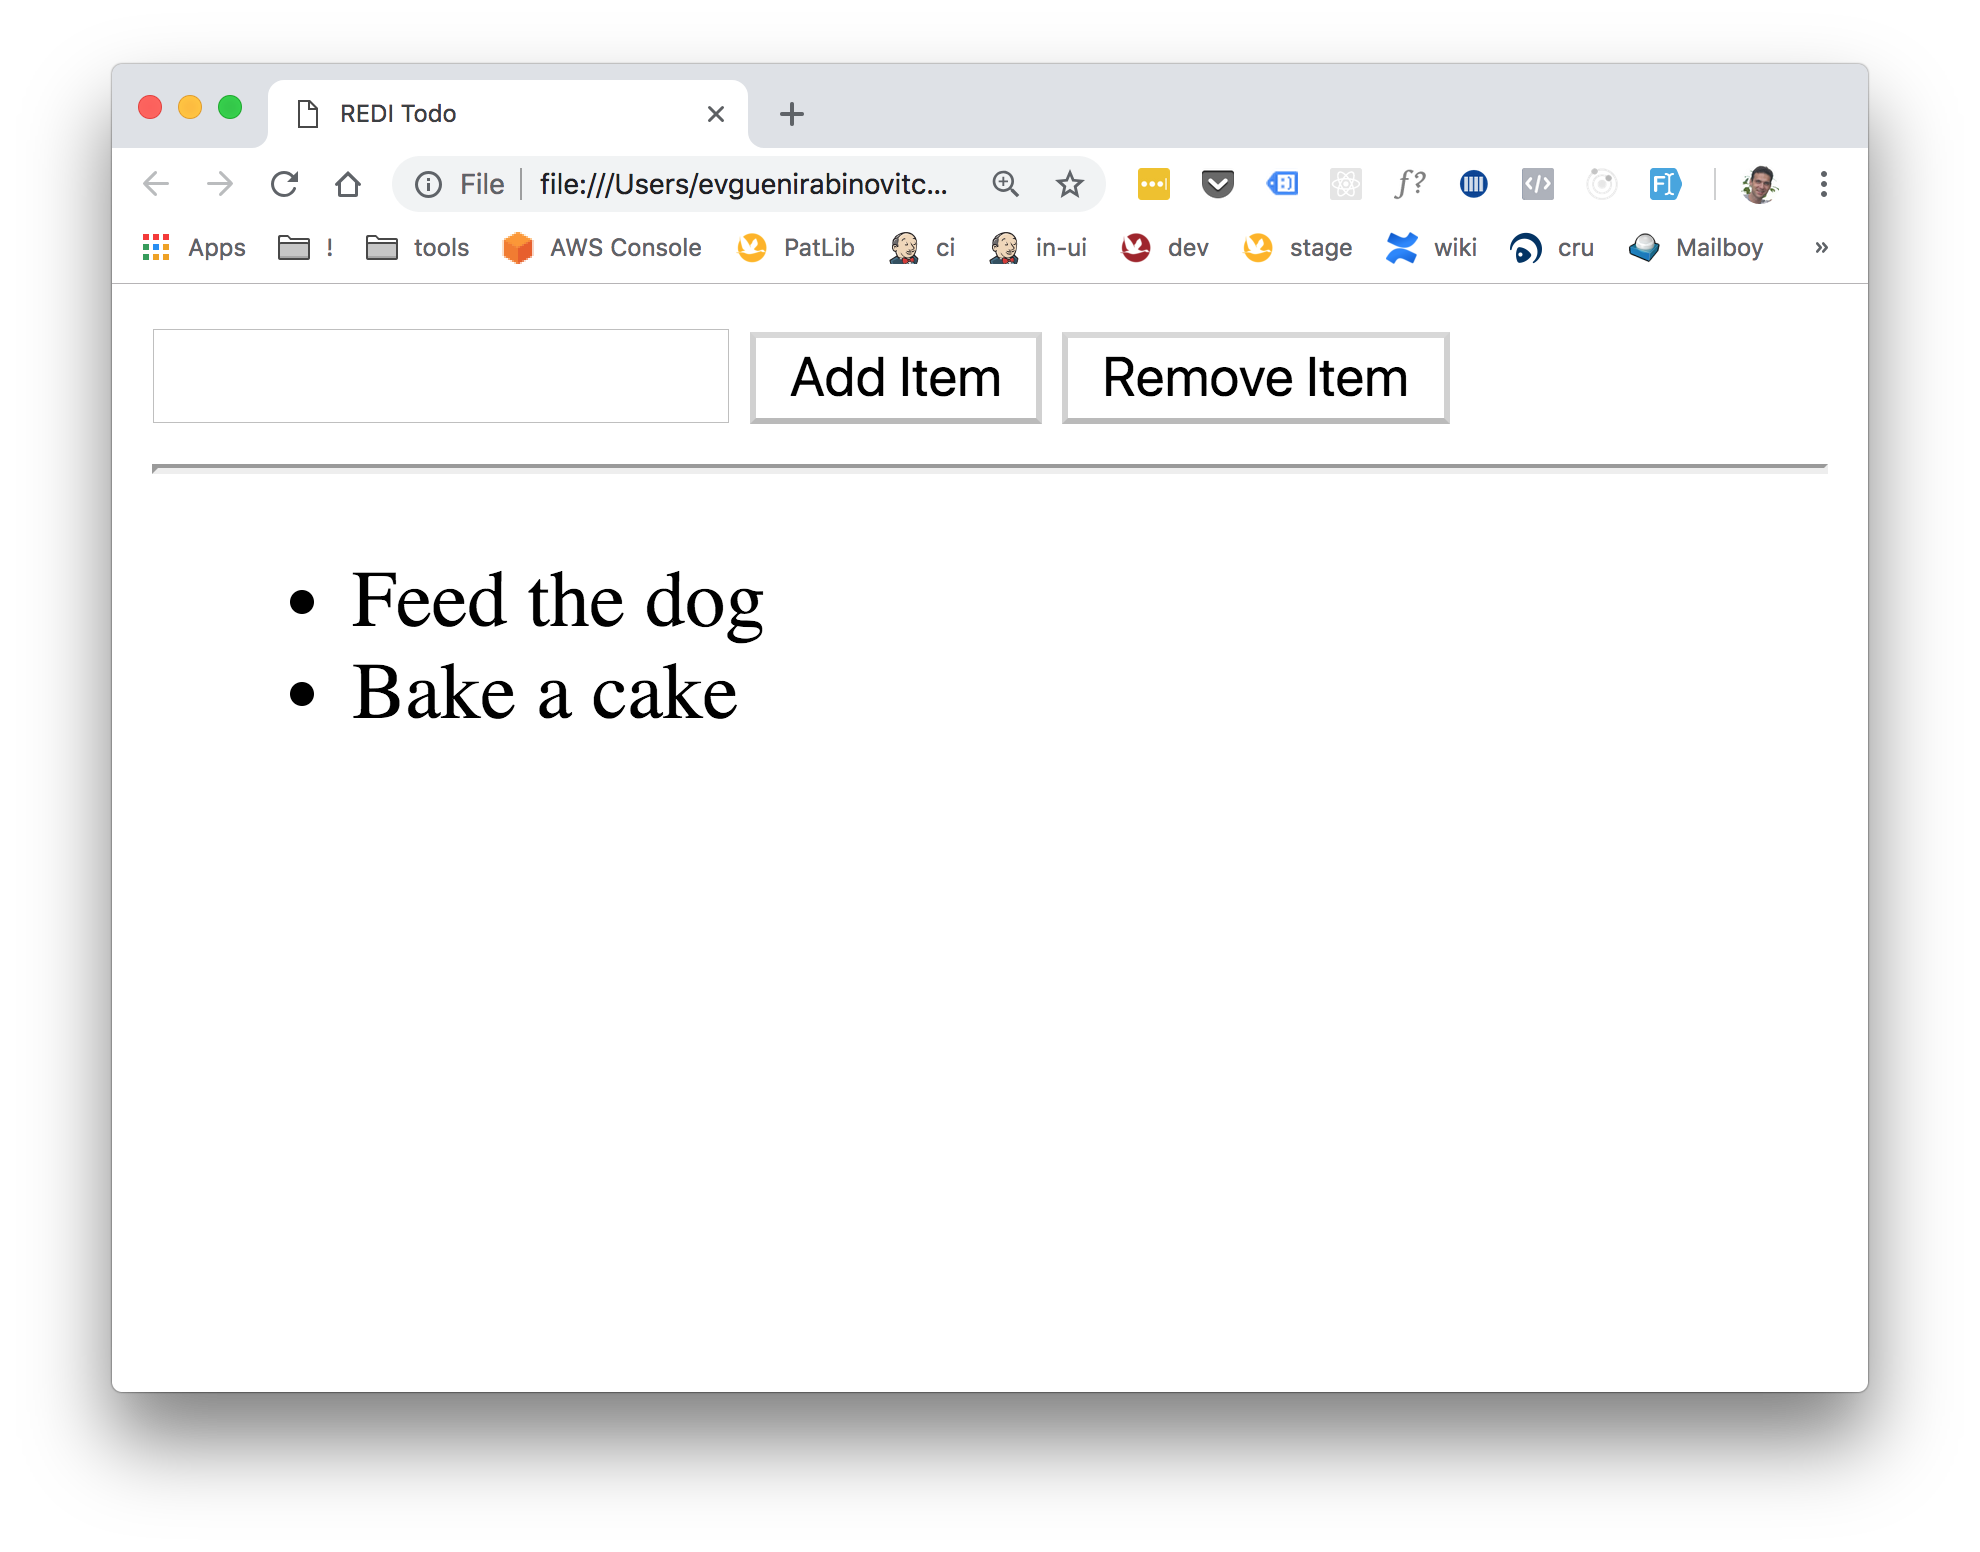 REDI Todo
File file:///Users/evguenirabinovitc...
Apps ! tools AWS Console PatLib ci in-ui dev stage wiki cru Mailboy »
Add Item Remove Item
• Feed the dog
• Bake a cake